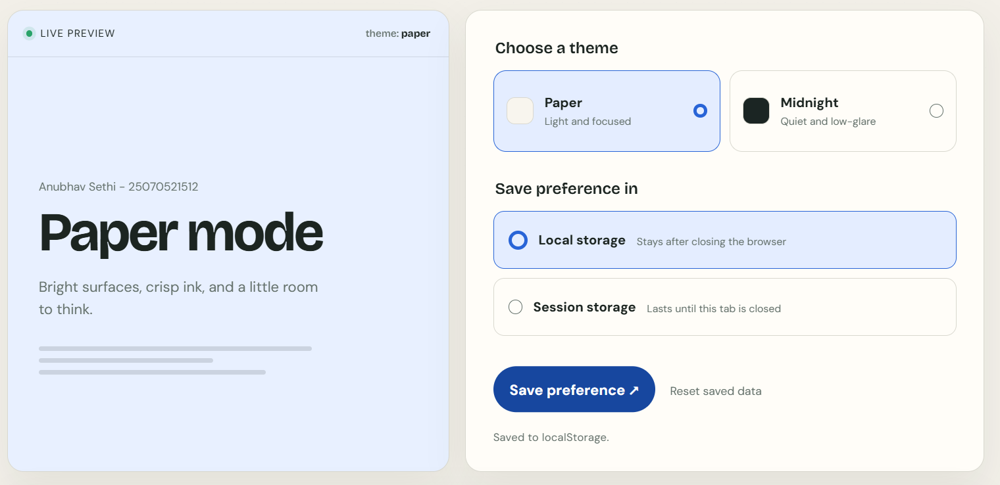 LIVE PREVIEW
theme: paper
Anubhav Sethi - 25070521512
Paper mode
Bright surfaces, crisp ink, and a little room
to think.
Choose a theme
Paper
Light and focused
Midnight
Quiet and low-glare
Save preference in
Local storage Stays after closing the browser
Session storage Lasts until this tab is closed
Save preference ↗
Reset saved data
Saved to localStorage.